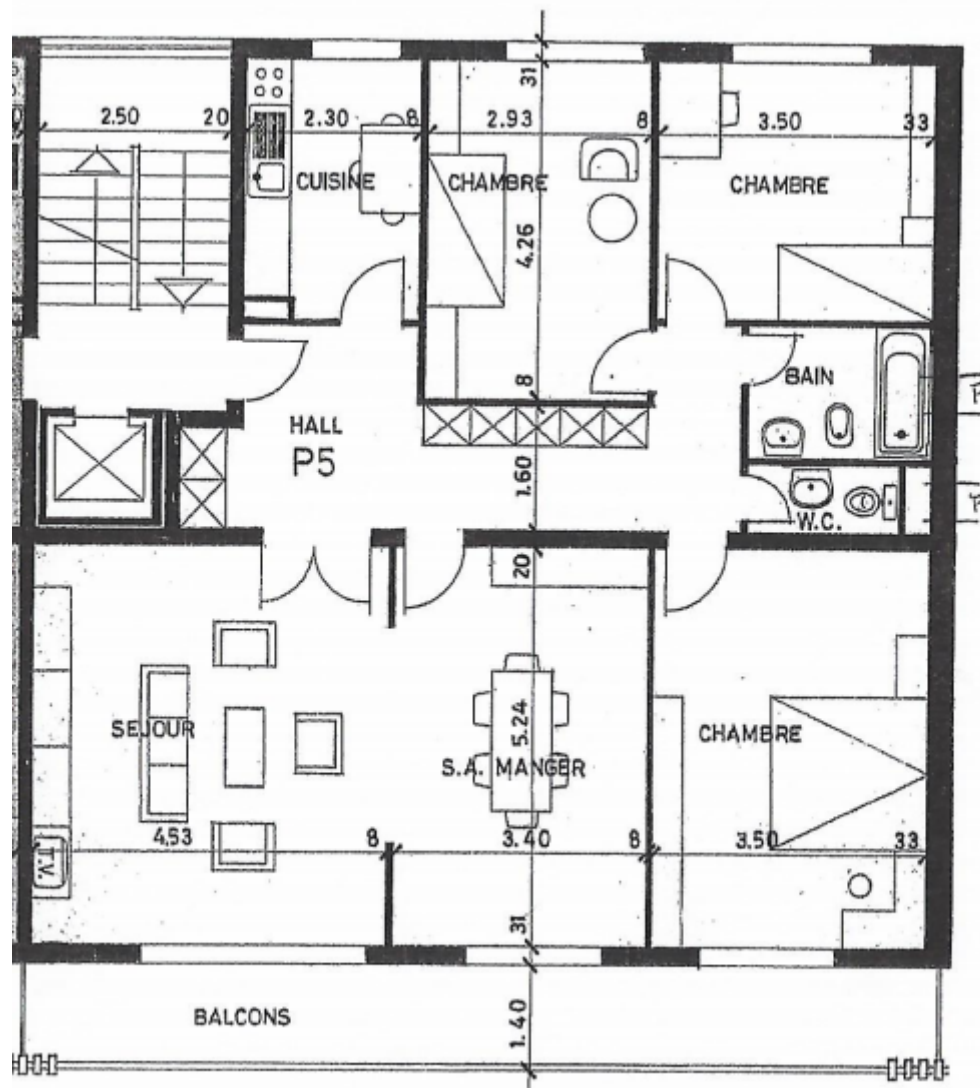 31
2.50 20 2.30 8 2.93 8 3.50 33
CUISINE CHAMBRE CHAMBRE
4.26
8
BAIN
HALL
P5
1.60
W.C.
20
SEJOUR
5.24
CHAMBRE
S.A. MANGER
4.53 8 3.40 8 3.50 33
T.V.
31
BALCONS
1.40